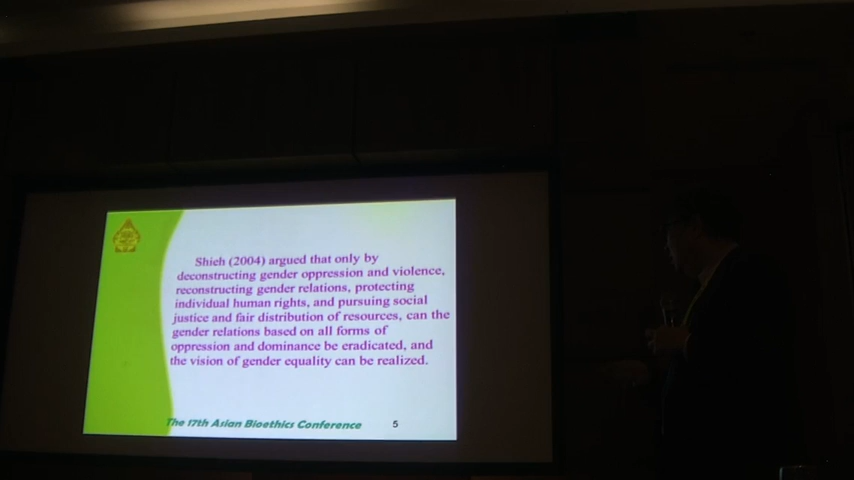 Shieh (2004) argued that only by
deconstructing gender oppression and violence,
reconstructing gender relations, protecting
individual human rights, and pursuing social
justice and fair distribution of resources, can the
gender relations based on all forms of
oppression and dominance be eradicated, and
the vision of gender equality can be realized.
The 17th Asian Bioethics Conference
5